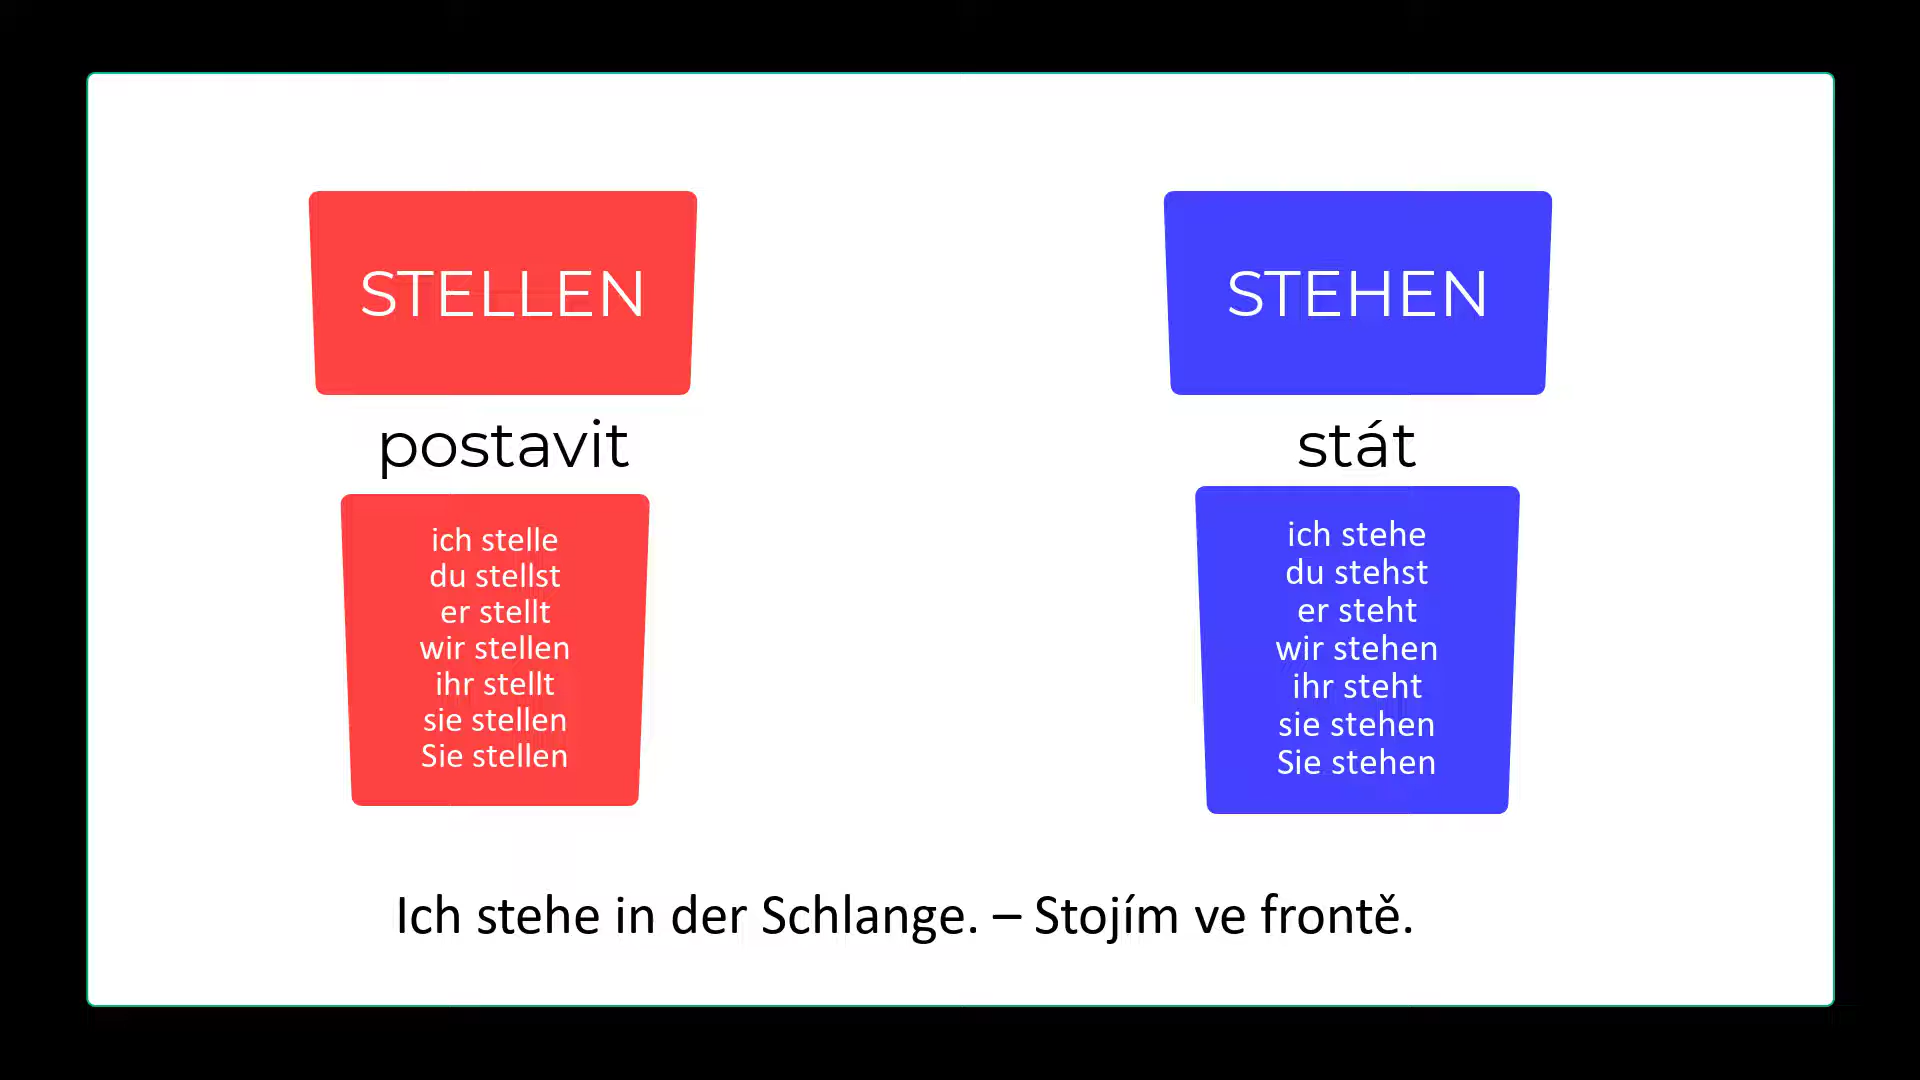 STELLEN
postavit
ich stelle
du stellst
er stellt
wir stellen
ihr stellt
sie stellen
Sie stellen
STEHEN
stát
ich stehe
du stehst
er steht
wir stehen
ihr steht
sie stehen
Sie stehen
Ich stehe in der Schlange. – Stojím ve frontě.